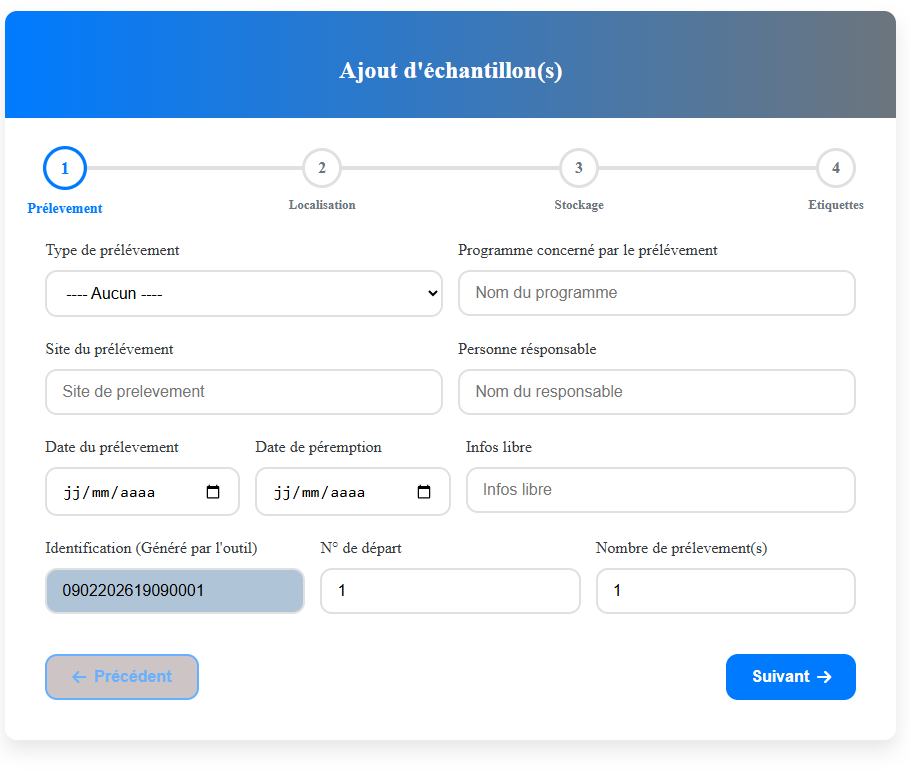 Ajout d'échantillon(s)
1 2 3 4
Prélevement Localisation Stockage Etiquettes
Type de prélévement Programme concerné par le prélévement
---- Aucun ---- Nom du programme
Site du prélévement Personne résponsable
Site de prelevement Nom du responsable
Date du prélevement Date de péremption Infos libre
jj/mm/aaaa jj/mm/aaaa Infos libre
Identification (Généré par l'outil) N° de départ Nombre de prélevement(s)
0902202619090001 1 1
← Précédent Suivant →